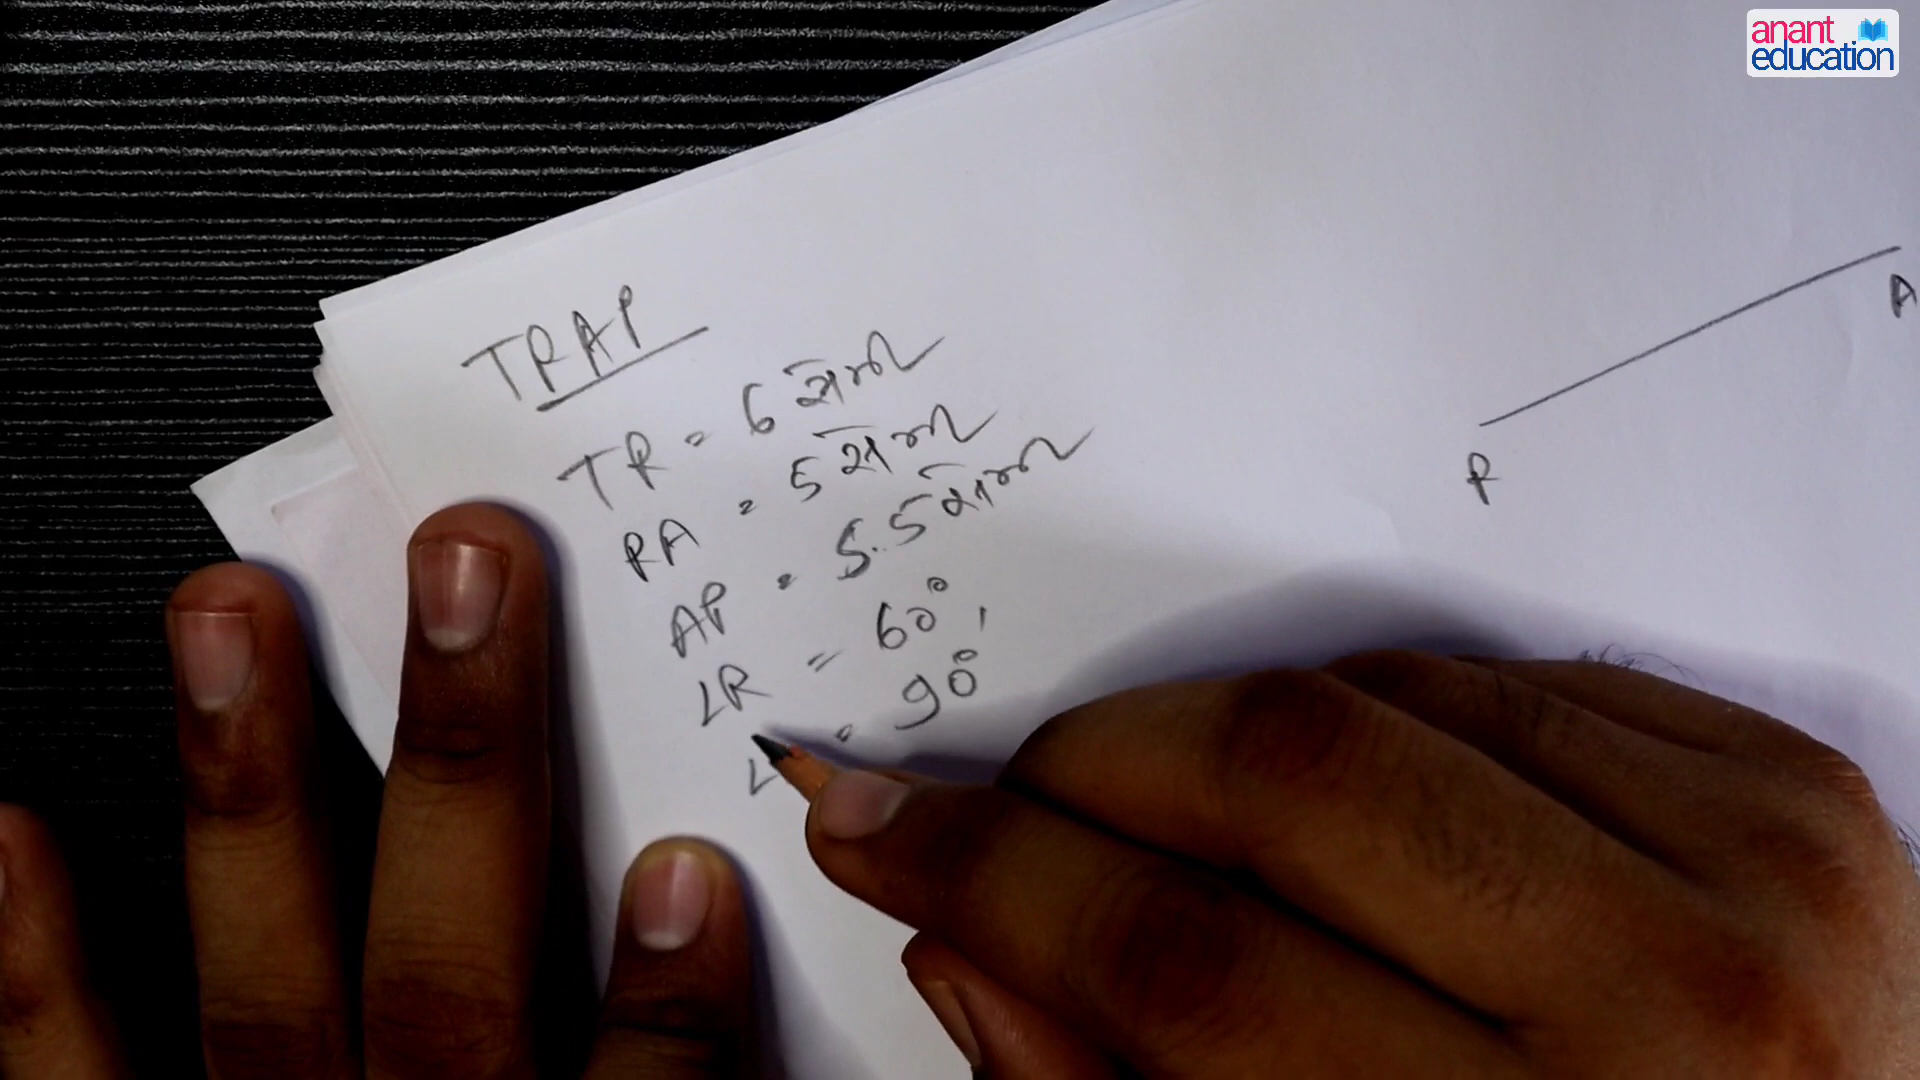 anant
education
TRAP
TR = 6 सेमी
RA = 5 सेमी
AP = 5.5 सेमी
∠R = 60°,
∠ = 90°
R
A